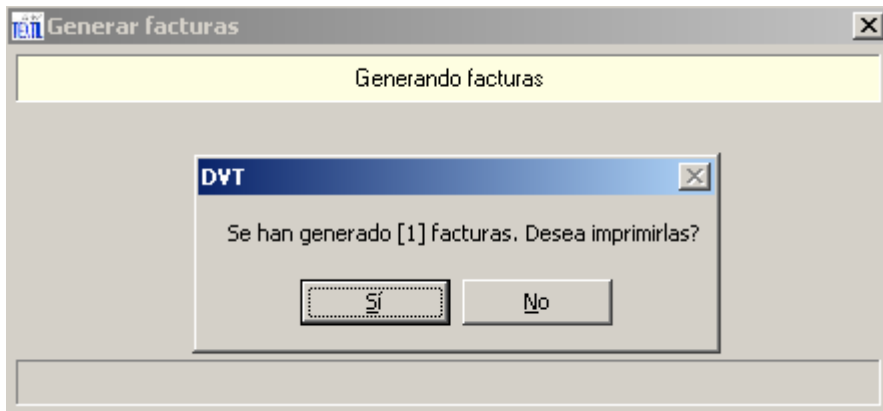 Generar facturas
Generando facturas
DVT
Se han generado [1] facturas. Desea imprimirlas?
Sí
No